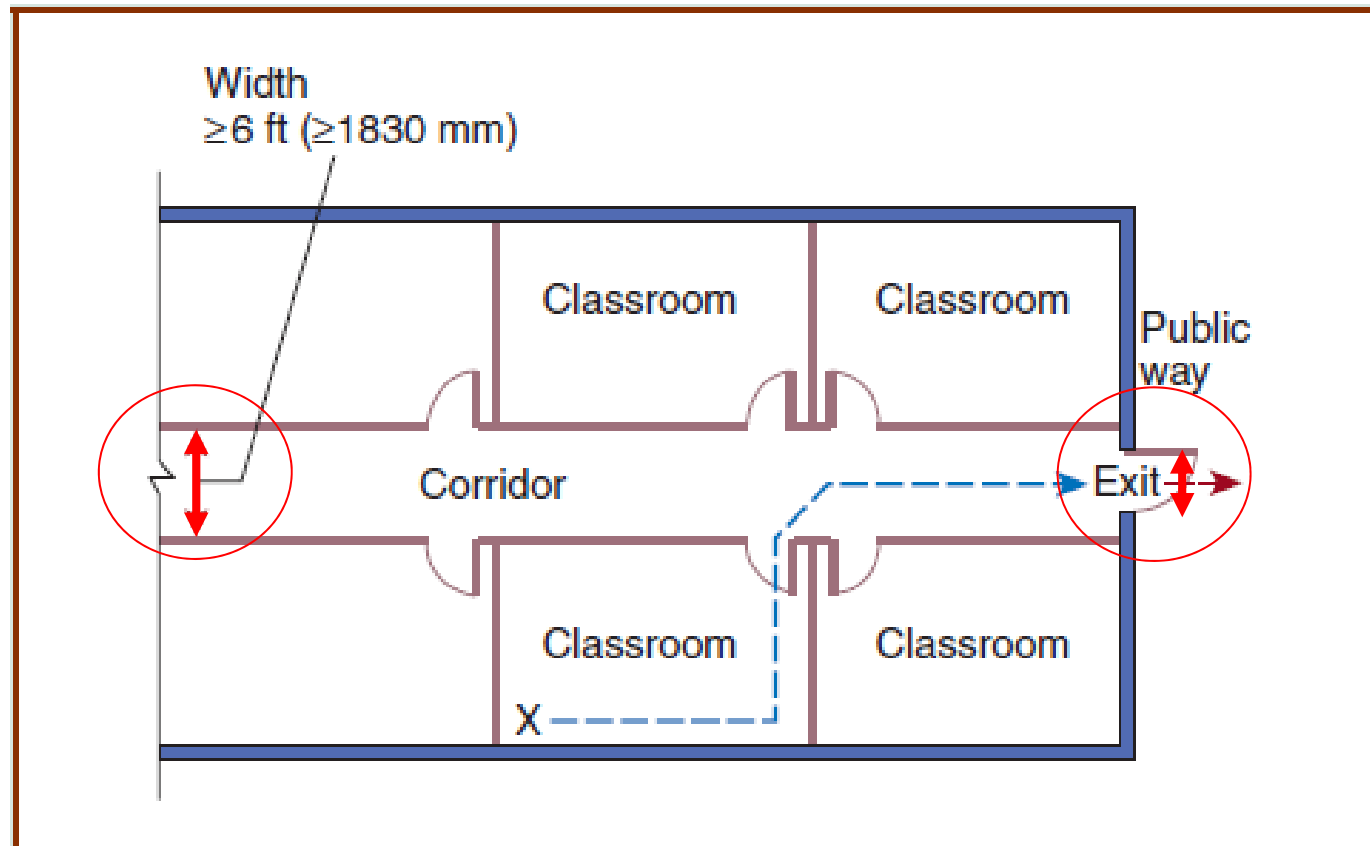 Width
≥6 ft (≥1830 mm)
Classroom
Classroom
Public
way
Corridor
Exit
Classroom
Classroom
X